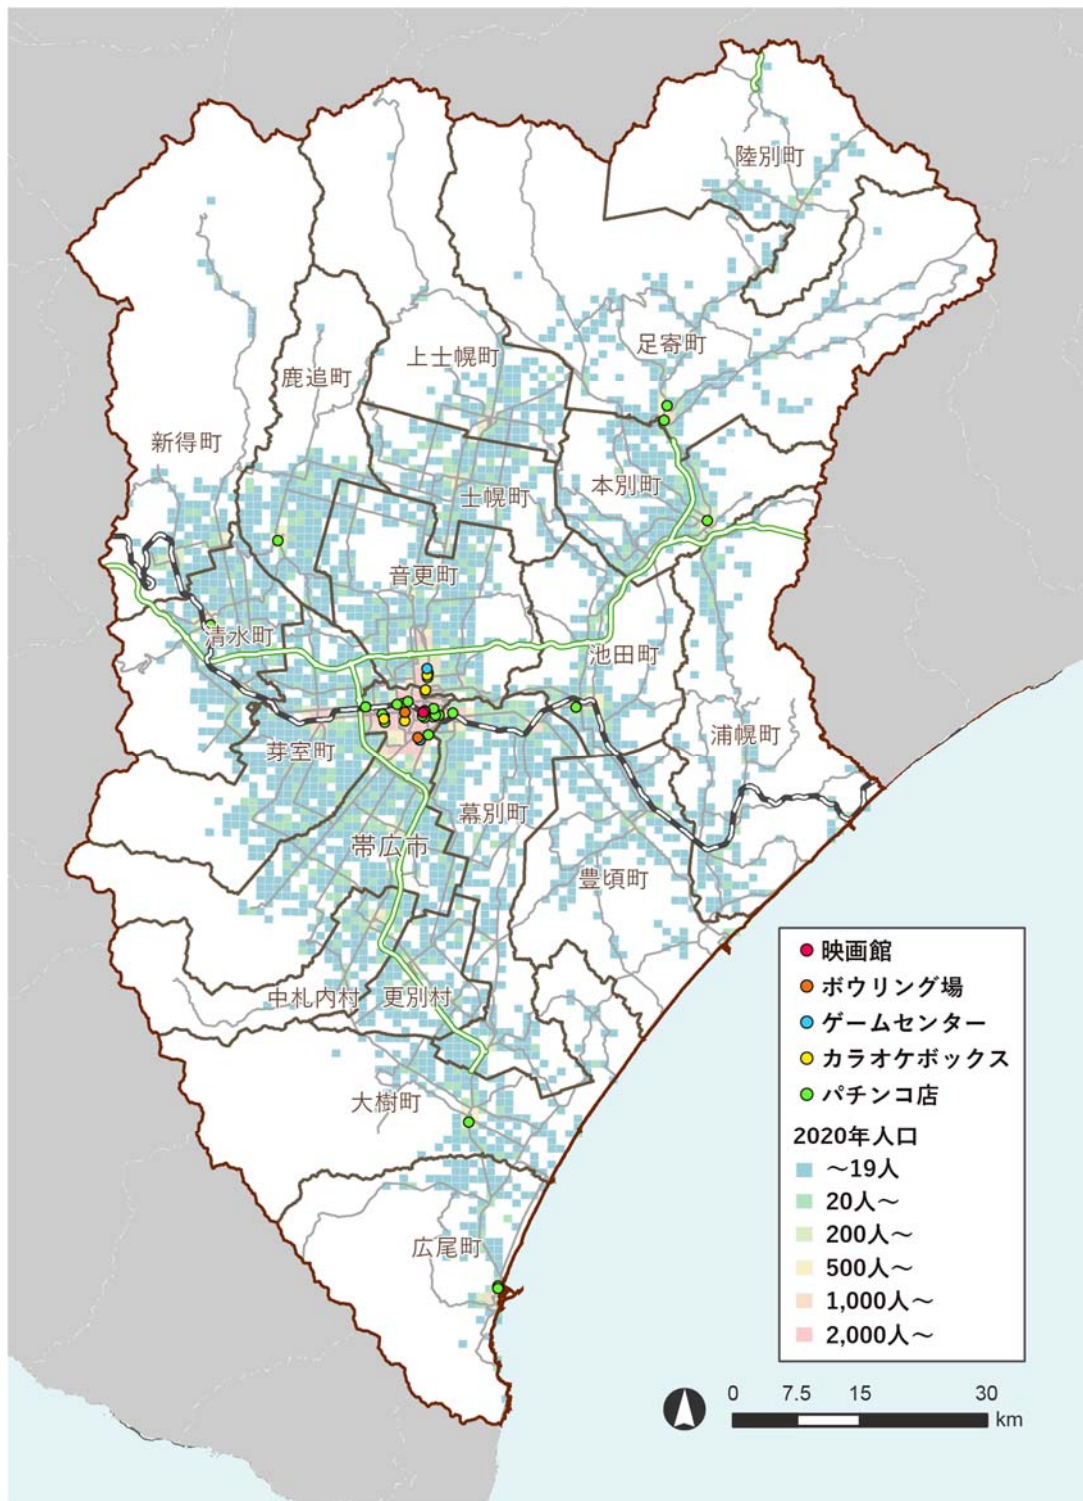 陸別町
足寄町
上士幌町
鹿追町
新得町
本別町
士幌町
音更町
清水町
池田町
浦幌町
芽室町
幕別町
帯広市
豊頃町
中札内村
更別村
大樹町
広尾町
映画館
ボウリング場
ゲームセンター
カラオケボックス
パチンコ店
2020年人口
～19人
20人～
200人～
500人～
1,000人～
2,000人～
0 7.5 15 30
km